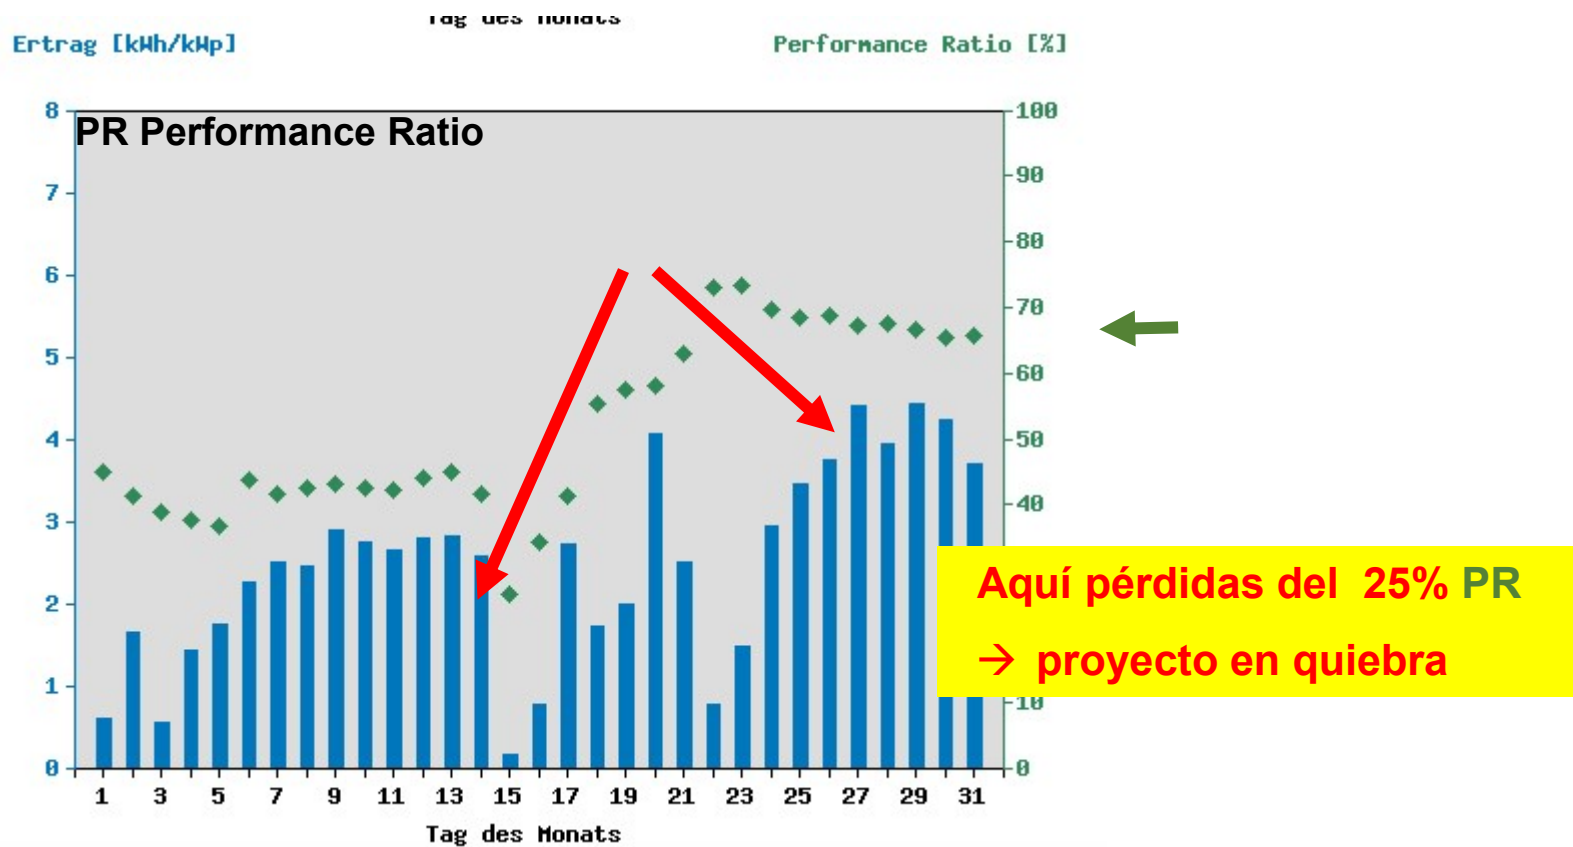 Tag des Monats
Ertrag [kWh/kWp]
Performance Ratio [%]
PR Performance Ratio
8
7
6
5
4
3
2
1
0
100
90
80
70
60
50
40
10
0
Aquí pérdidas del 25% PR
→ proyecto en quiebra
1 3 5 7 9 11 13 15 17 19 21 23 25 27 29 31
Tag des Monats